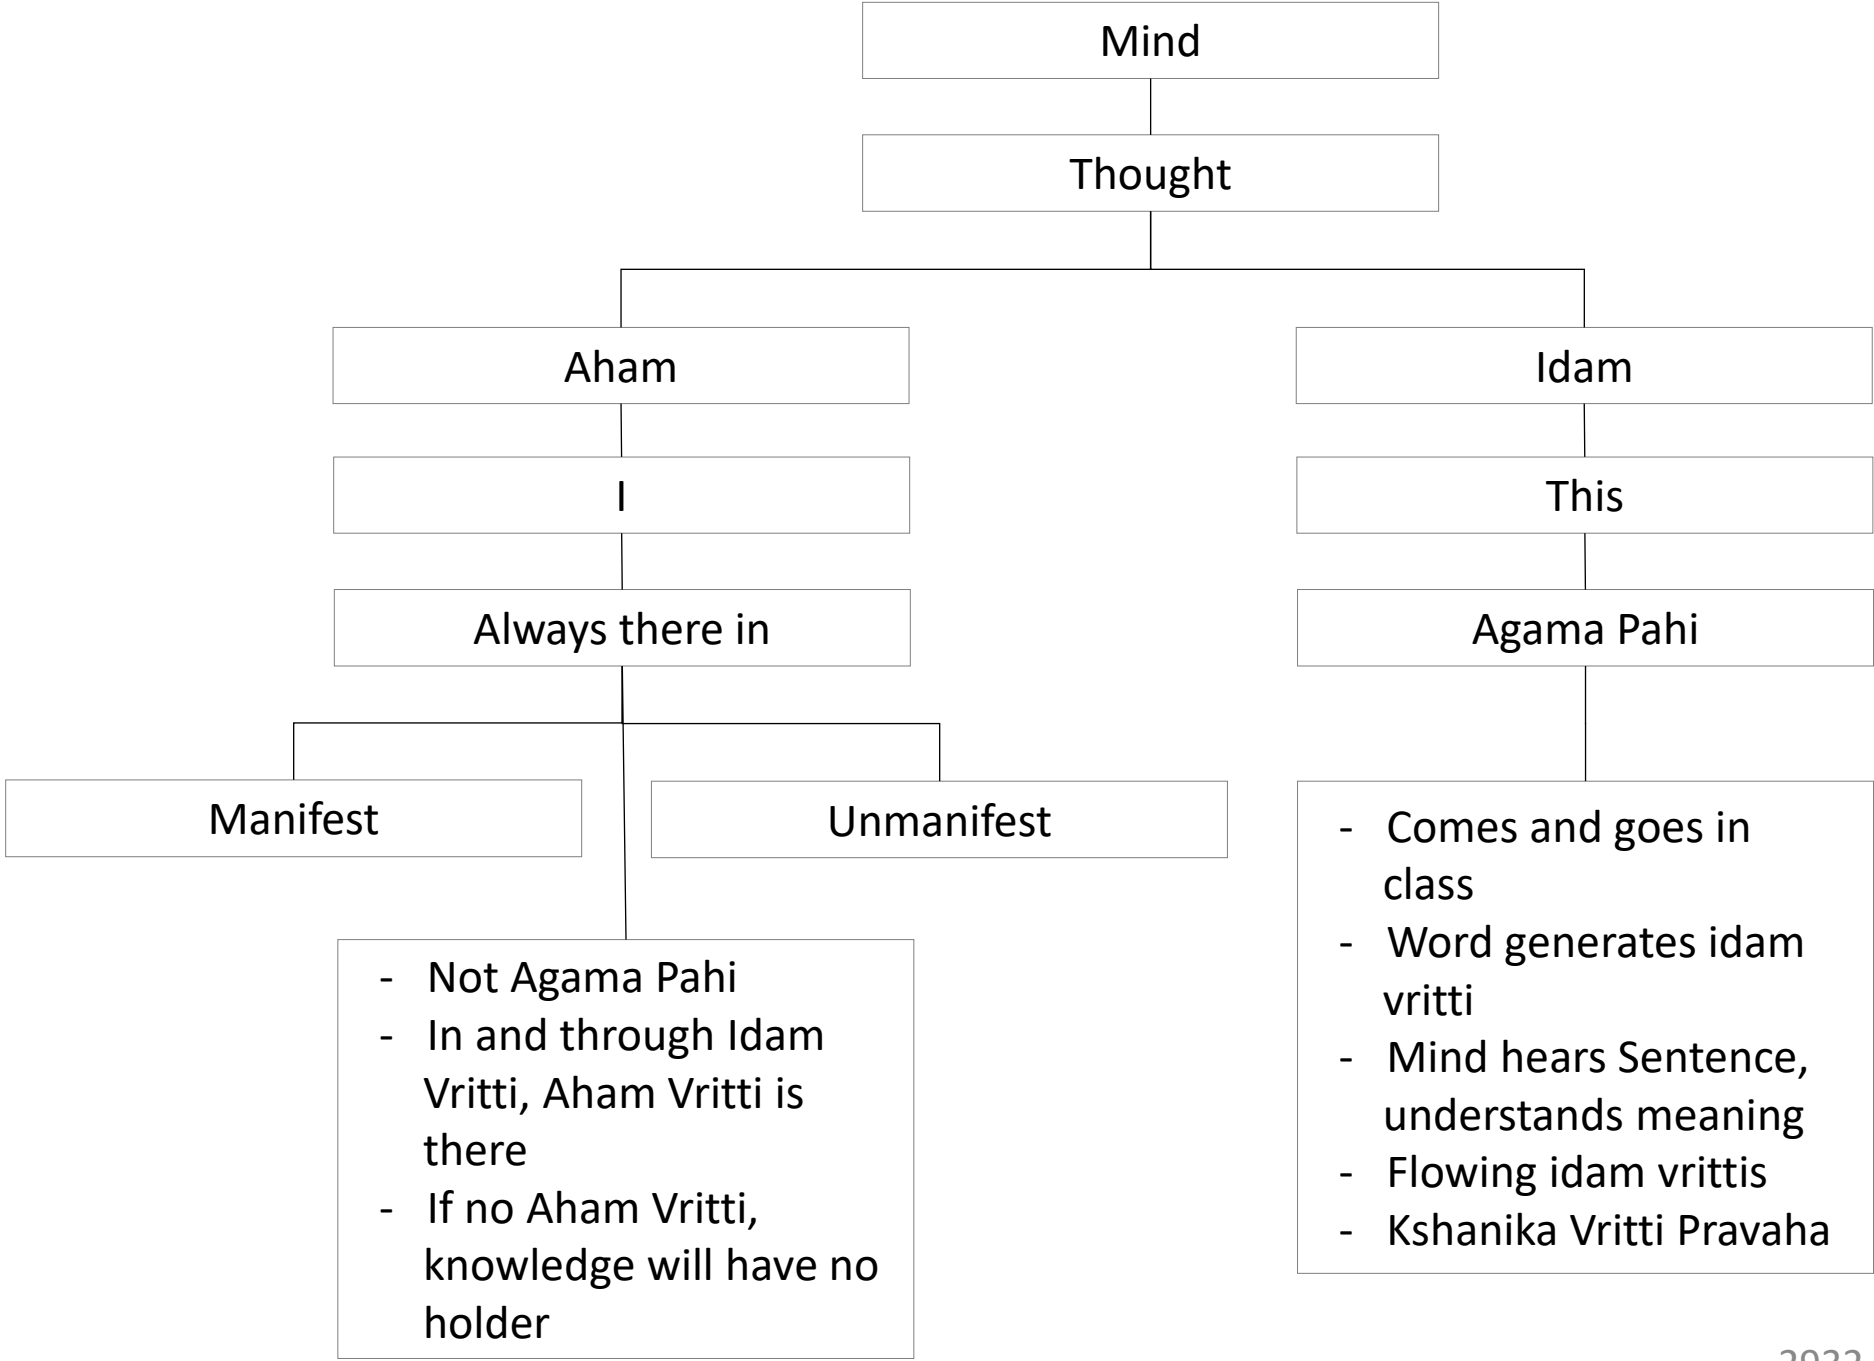 Mind
Thought
Aham
Idam
I
This
Always there in
Agama Pahi
Manifest
Unmanifest
- Not Agama Pahi
- In and through Idam
Vritti, Aham Vritti is
there
- If no Aham Vritti,
knowledge will have no
holder
- Comes and goes in
class
- Word generates idam
vritti
- Mind hears Sentence,
understands meaning
- Flowing idam vrittis
- Kshanika Vritti Pravaha